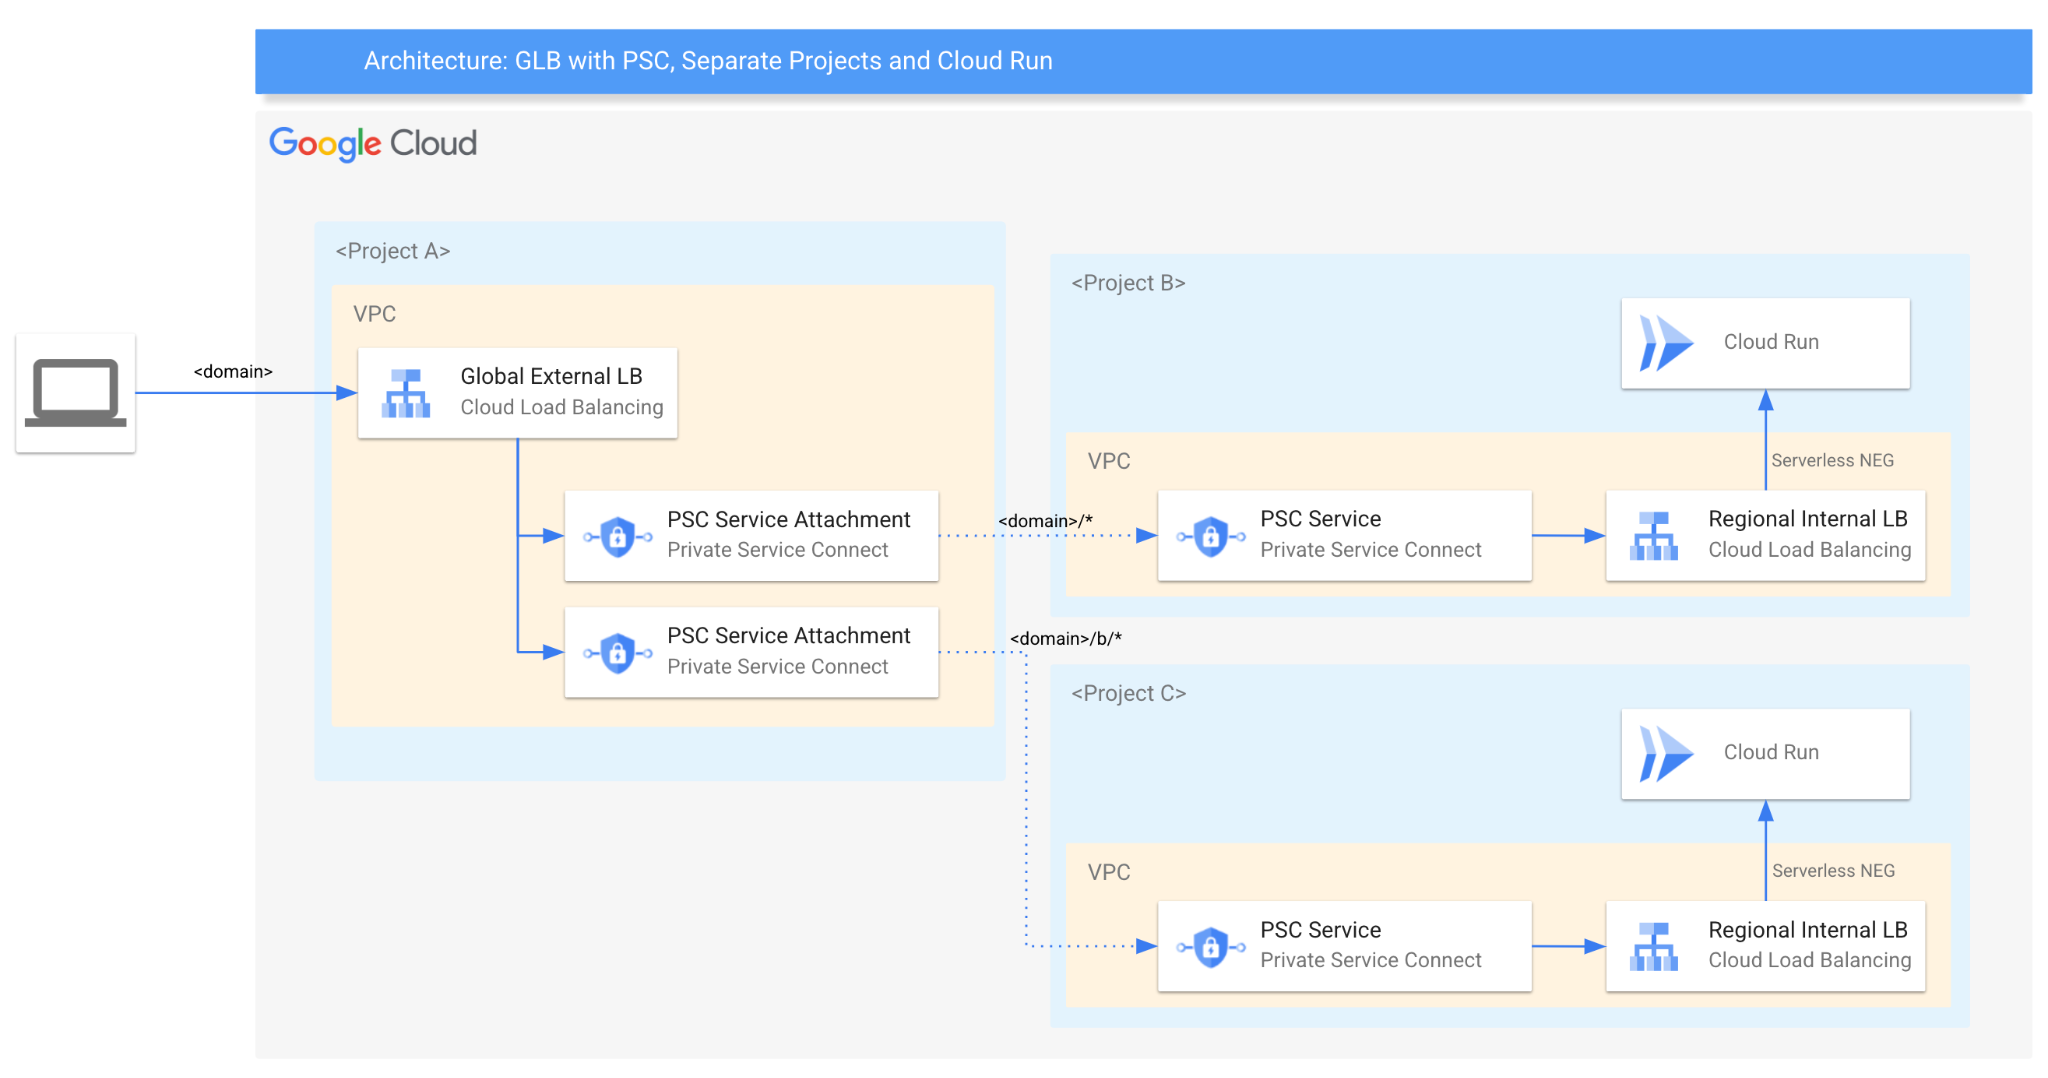 Architecture: GLB with PSC, Separate Projects and Cloud Run
Google Cloud
<Project A>
VPC
<domain>
Global External LB
Cloud Load Balancing
PSC Service Attachment
Private Service Connect
PSC Service Attachment
Private Service Connect
<domain>/*
<domain>/b/*
<Project B>
Cloud Run
VPC
Serverless NEG
PSC Service
Private Service Connect
Regional Internal LB
Cloud Load Balancing
<Project C>
Cloud Run
VPC
Serverless NEG
PSC Service
Private Service Connect
Regional Internal LB
Cloud Load Balancing